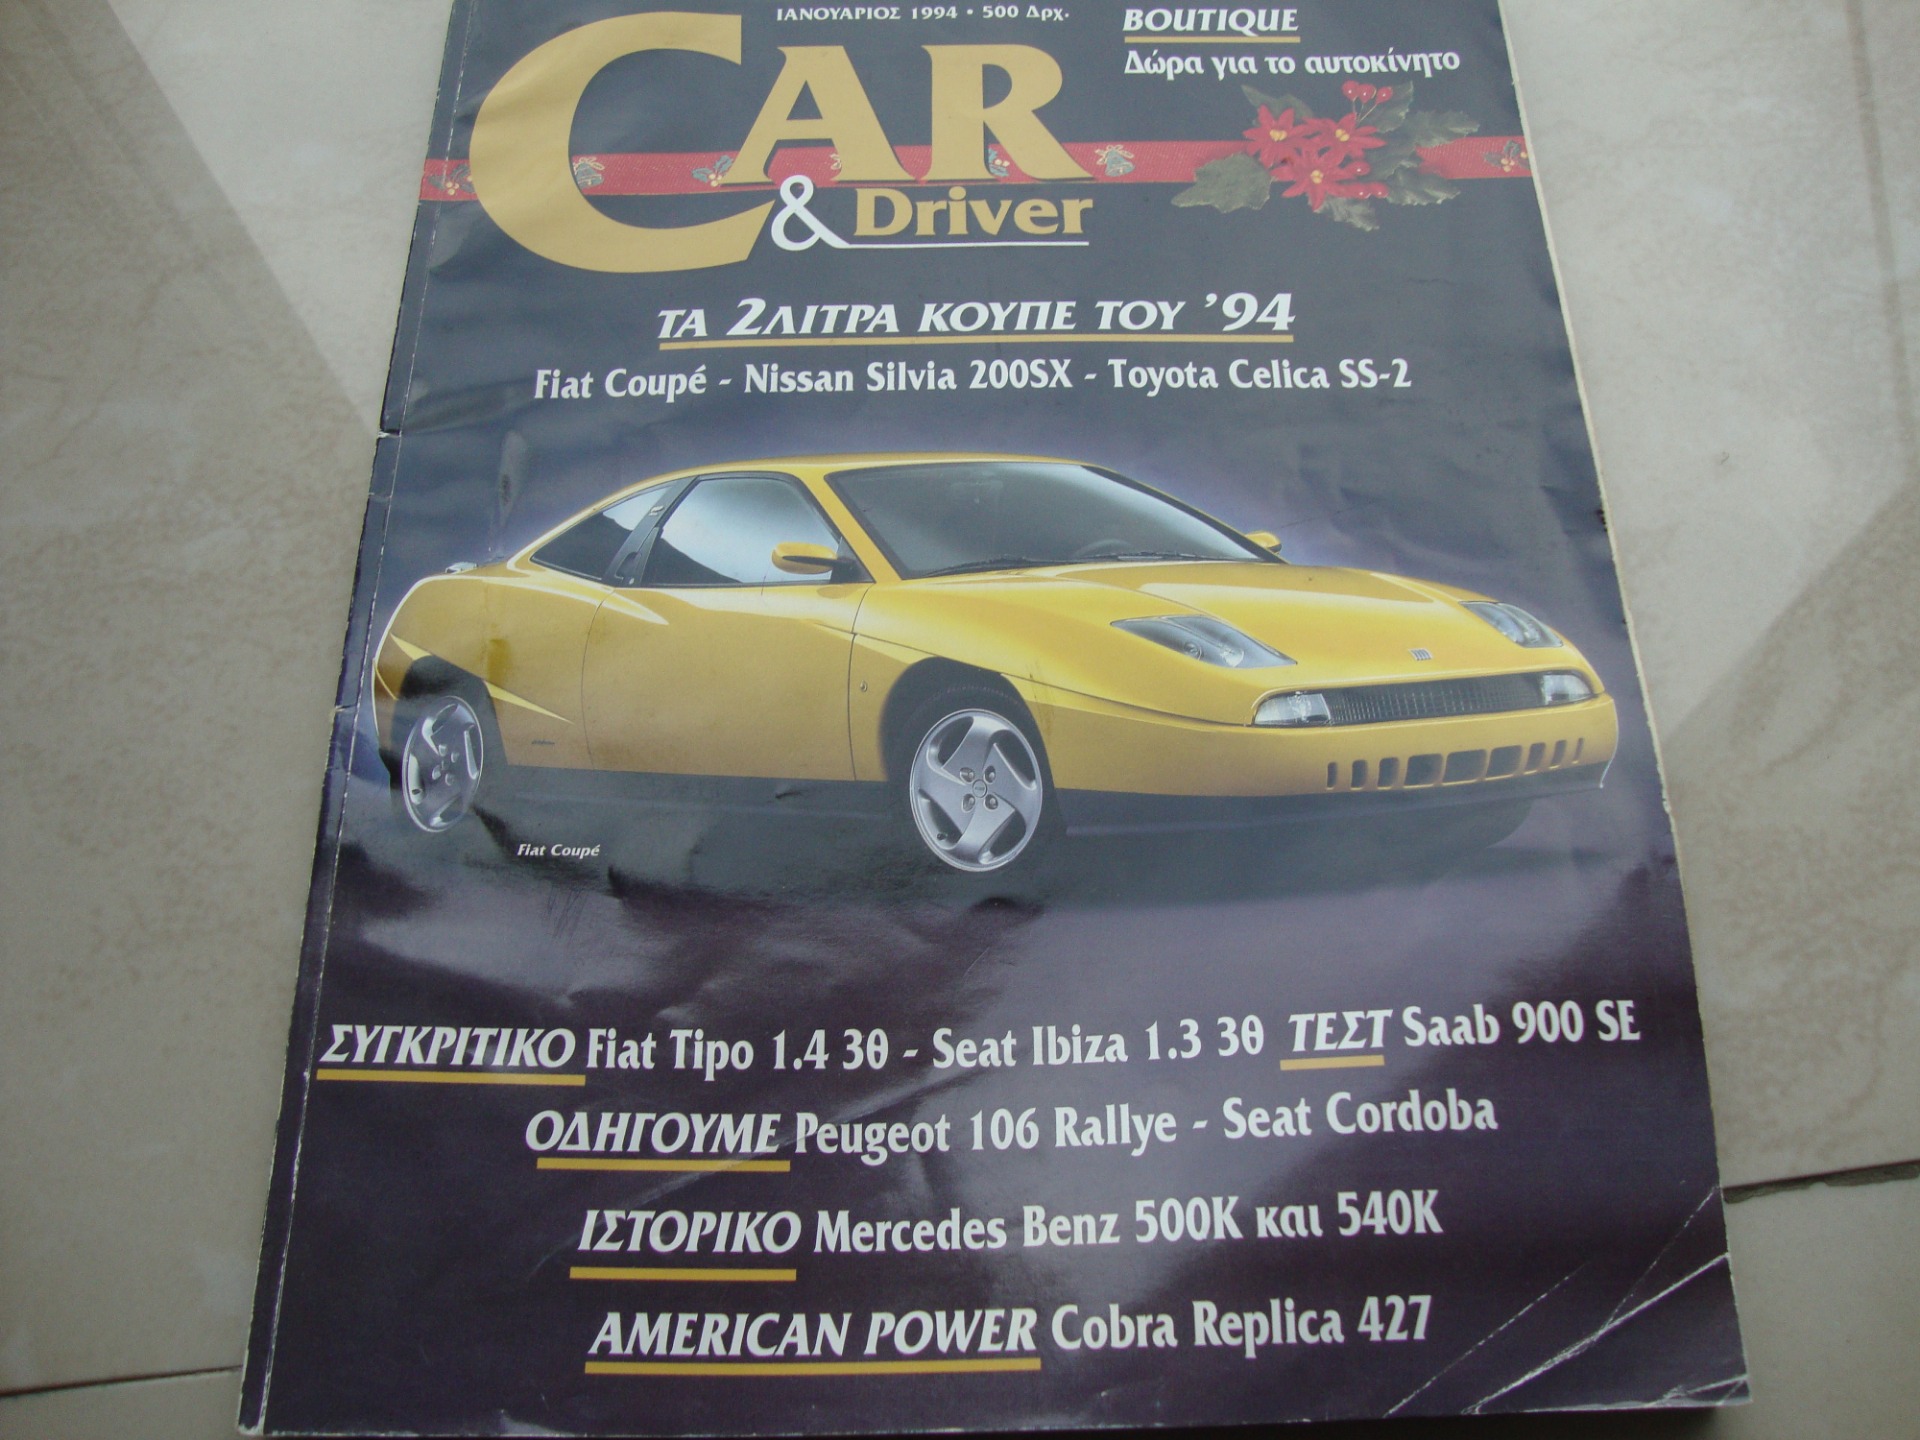 ΙΑΝΟΥΑΡΙΟΣ 1994 • 500 Δρχ.
BOUTIQUE
Δώρα για το αυτοκίνητο
CAR
& Driver
ΤΑ 2ΛΙΤΡΑ ΚΟΥΠΕ ΤΟΥ ’94
Fiat Coupé - Nissan Silvia 200SX - Toyota Celica SS-2
Fiat Coupé
ΣΥΓΚΡΙΤΙΚΟ Fiat Tipo 1.4 3θ - Seat Ibiza 1.3 3θ ΤΕΣΤ Saab 900 SE
ΟΔΗΓΟΥΜΕ Peugeot 106 Rallye - Seat Cordoba
ΙΣΤΟΡΙΚΟ Mercedes Benz 500K και 540K
AMERICAN POWER Cobra Replica 427